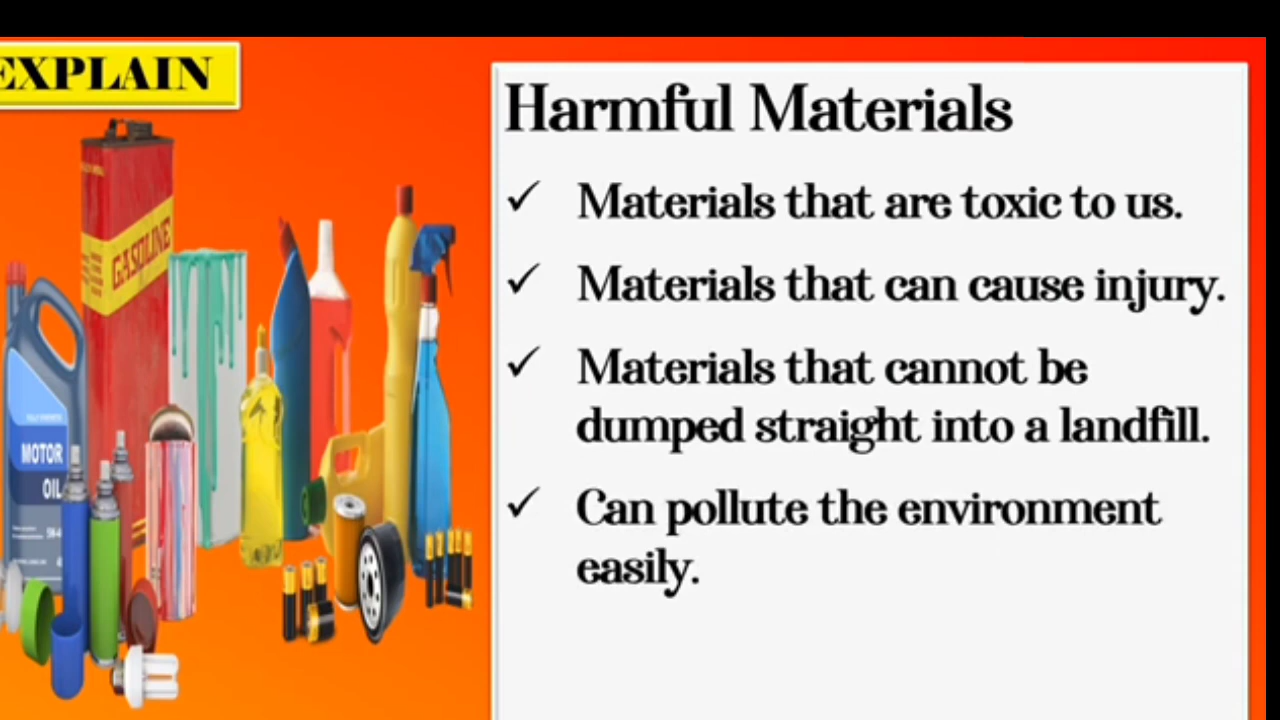 EXPLAIN
Harmful Materials
✓ Materials that are toxic to us.
✓ Materials that can cause injury.
✓ Materials that cannot be
dumped straight into a landfill.
✓ Can pollute the environment
easily.
GASOLINE
MOTOR
OIL